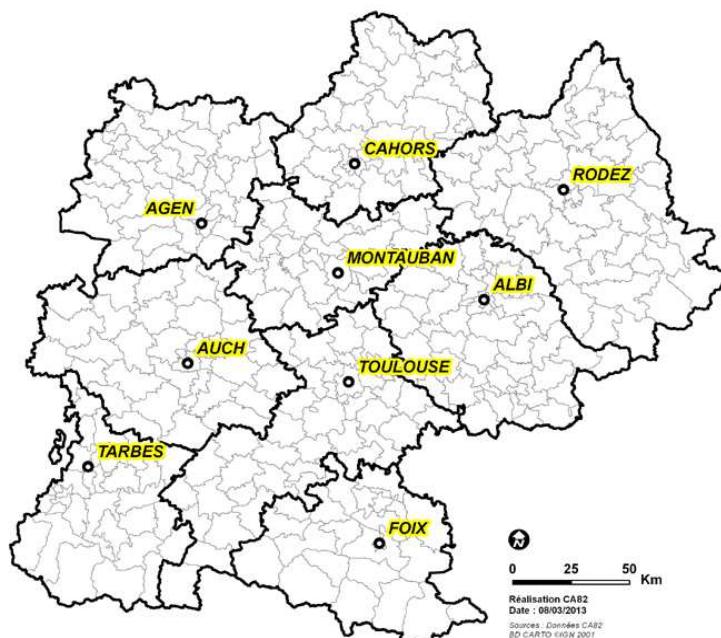 CAHORS
RODEZ
AGEN
MONTAUBAN
ALBI
AUCH
TOULOUSE
TARBES
FOIX
N
0 25 50
Km
Réalisation CA82
Date : 08/03/2013
Sources : Données CA82
BD CARTO ©IGN 2001